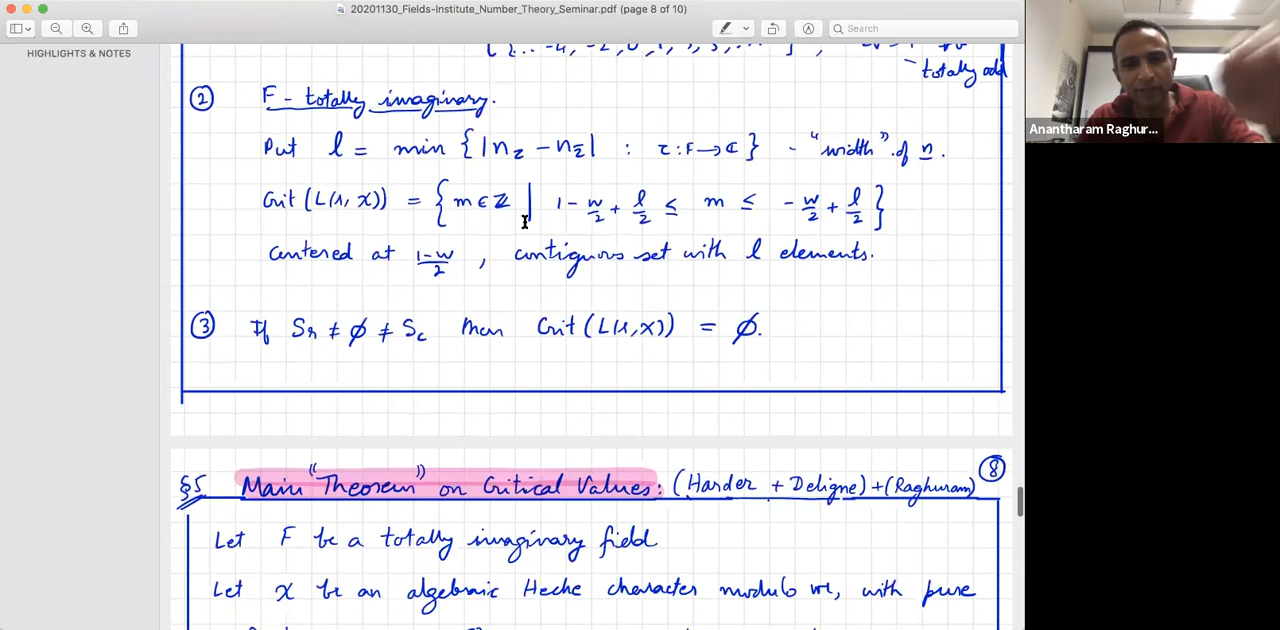 20201130_Fields-Institute_Number_Theory_Seminar.pdf (page 8 of 10)
Search
HIGHLIGHTS & NOTES
totally odd
② F - totally imaginary.
Put l = min { |n_τ - n_τ̄| : τ : F → ℂ } - "width" of n.
Crit (L(s, χ)) = { m ∈ ℤ | 1 - w/2 + l/2 ≤ m ≤ - w/2 + l/2 }
Centered at (1-w)/2 , contiguous set with l elements.
③ If S_r ≠ ∅ ≠ S_c then Crit (L(s, χ)) = ∅.
⑧
§5 Main "Theorem" on Critical Values: (Harder + Deligne) + (Raghuram)
Let F be a totally imaginary field
Let χ be an algebraic Hecke character modulo m, with pure
Anantharam Raghur...